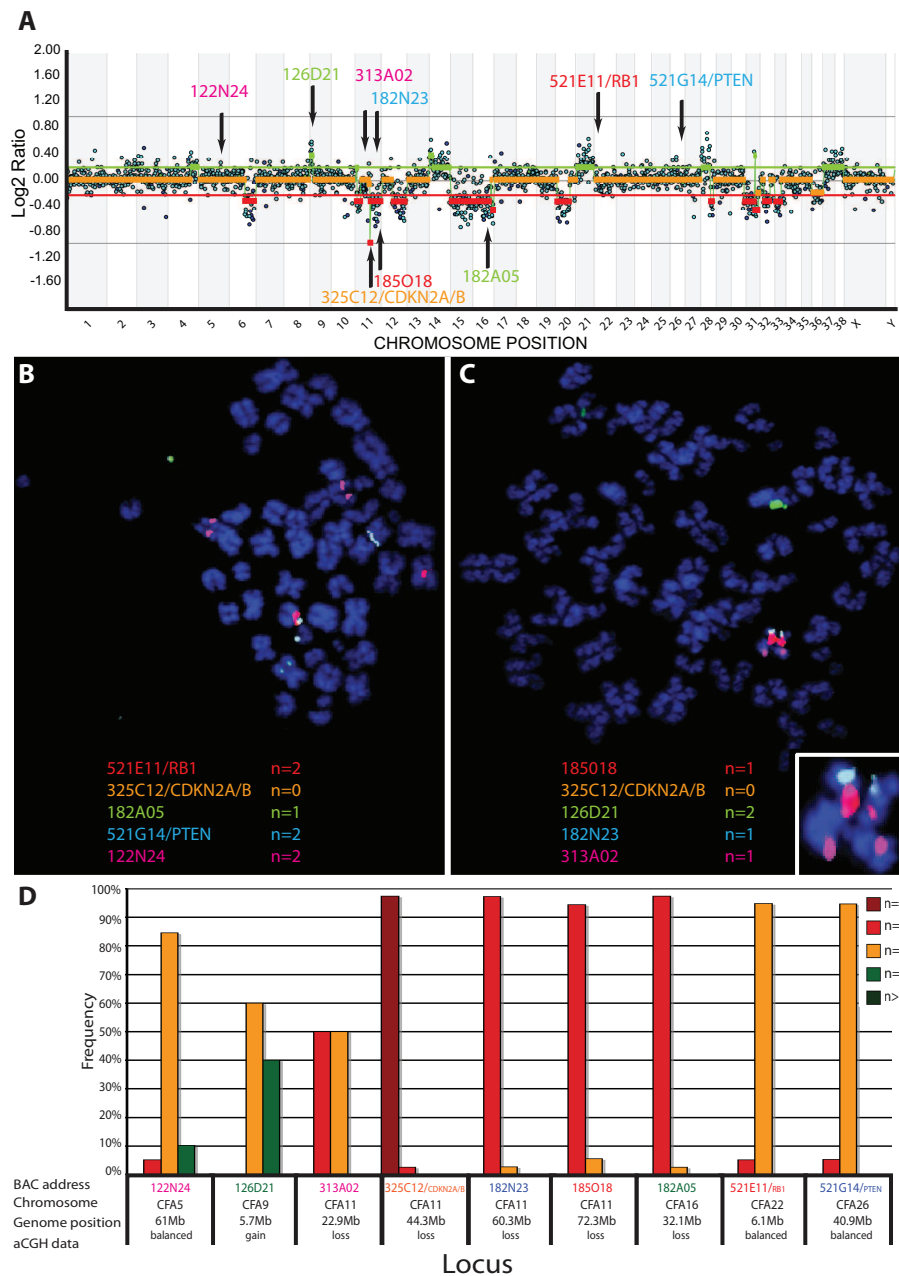 A
2.00
1.60
1.20
0.80
0.40
0.00
-0.40
-0.80
-1.20
-1.60
Log2 Ratio
122N24
126D21
313A02
182N23
521E11/RB1
521G14/PTEN
185O18
325C12/CDKN2A/B
182A05
1 2 3 4 5 6 7 8 9 10 11 12 13 14 15 16 17 18 19 20 21 22 23 24 25 26 27 28 29 30 31 32 33 34 35 36 37 38 X Y
CHROMOSOME POSITION
B
521E11/RB1 n=2
325C12/CDKN2A/B n=0
182A05 n=1
521G14/PTEN n=2
122N24 n=2
C
185018 n=1
325C12/CDKN2A/B n=0
126D21 n=2
182N23 n=1
313A02 n=1
D
100%
90%
80%
70%
60%
50%
40%
30%
20%
10%
0%
Frequency
n=
n=
n=
n=
n>
BAC address 122N24 126D21 313A02 325C12/CDKN2A/B 182N23 185O18 182A05 521E11/RB1 521G14/PTEN
Chromosome CFA5 CFA9 CFA11 CFA11 CFA11 CFA11 CFA16 CFA22 CFA26
Genome position 61Mb 5.7Mb 22.9Mb 44.3Mb 60.3Mb 72.3Mb 32.1Mb 6.1Mb 40.9Mb
aCGH data balanced gain loss loss loss loss loss balanced balanced
Locus